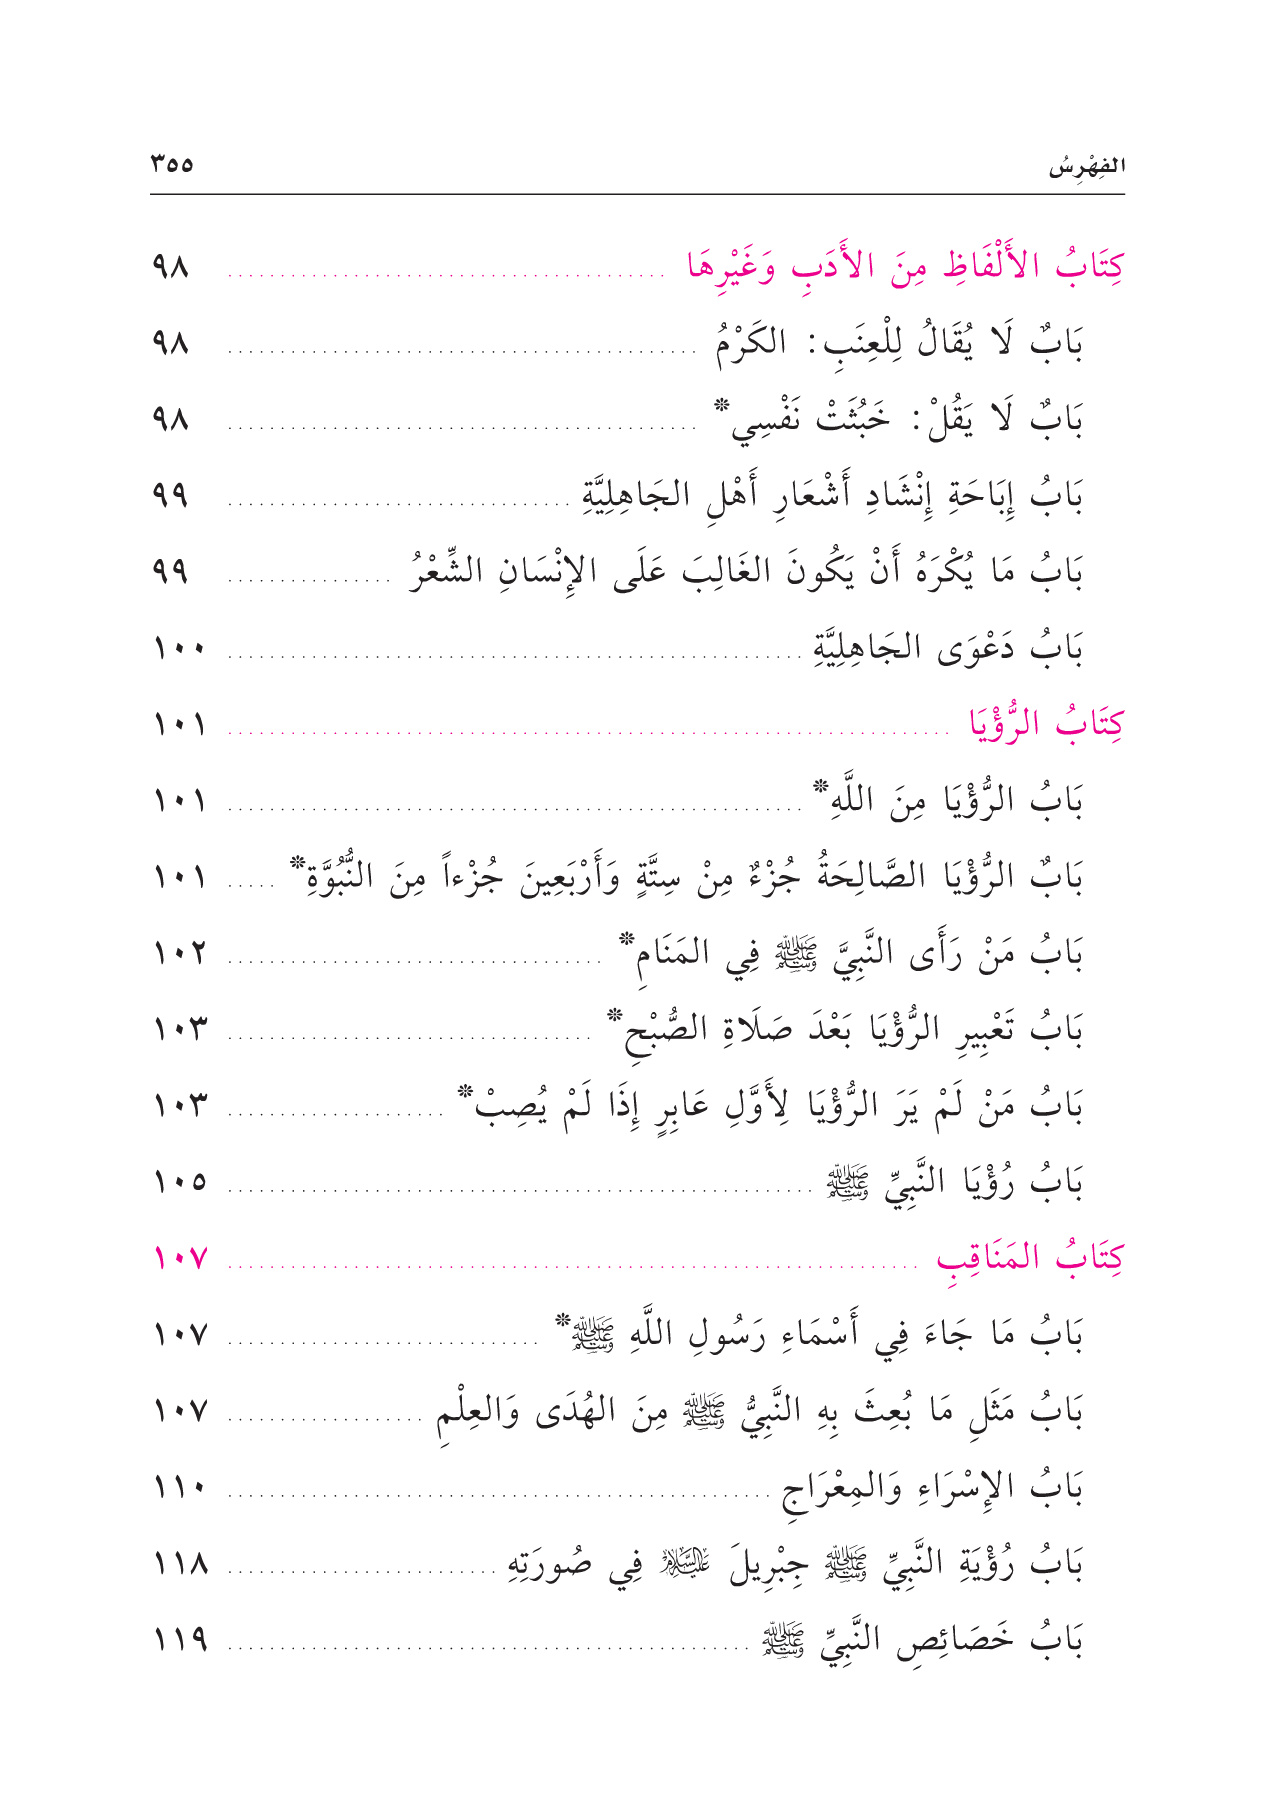 الفِهْرِسُ ٣٥٥
كِتَابُ الأَلْفَاظِ مِنَ الأَدَبِ وَغَيْرِهَا ........................................ ٩٨
بَابٌ لَا يُقَالُ لِلْعِنَبِ: الكَرْمُ ........................................ ٩٨
بَابٌ لَا يَقُلْ: خَبُثَتْ نَفْسِي* ........................................ ٩٨
بَابُ إِبَاحَةِ إِنْشَادِ أَشْعَارِ أَهْلِ الجَاهِلِيَّةِ ................................ ٩٩
بَابُ مَا يُكْرَهُ أَنْ يَكُونَ الغَالِبَ عَلَى الإِنْسَانِ الشِّعْرُ ................ ٩٩
بَابُ دَعْوَى الجَاهِلِيَّةِ ........................................ ١٠٠
كِتَابُ الرُّؤْيَا ........................................ ١٠١
بَابُ الرُّؤْيَا مِنَ اللَّهِ* ........................................ ١٠١
بَابٌ الرُّؤْيَا الصَّالِحَةُ جُزْءٌ مِنْ سِتَّةٍ وَأَرْبَعِينَ جُزْءاً مِنَ النُّبُوَّةِ* ..... ١٠١
بَابُ مَنْ رَأَى النَّبِيَّ ﷺ فِي المَنَامِ* ................................ ١٠٢
بَابُ تَعْبِيرِ الرُّؤْيَا بَعْدَ صَلَاةِ الصُّبْحِ* ................................ ١٠٣
بَابُ مَنْ لَمْ يَرَ الرُّؤْيَا لِأَوَّلِ عَابِرٍ إِذَا لَمْ يُصِبْ* ..................... ١٠٣
بَابُ رُؤْيَا النَّبِيِّ ﷺ ........................................ ١٠٥
كِتَابُ المَنَاقِبِ ........................................ ١٠٧
بَابُ مَا جَاءَ فِي أَسْمَاءِ رَسُولِ اللَّهِ ﷺ* .............................. ١٠٧
بَابُ مَثَلِ مَا بُعِثَ بِهِ النَّبِيُّ ﷺ مِنَ الهُدَى وَالعِلْمِ ................... ١٠٧
بَابُ الإِسْرَاءِ وَالمِعْرَاجِ ........................................ ١١٠
بَابُ رُؤْيَةِ النَّبِيِّ ﷺ جِبْرِيلَ عَلَيْهِ السَّلَامُ فِي صُورَتِهِ .......................... ١١٨
بَابُ خَصَائِصِ النَّبِيِّ ﷺ ........................................ ١١٩